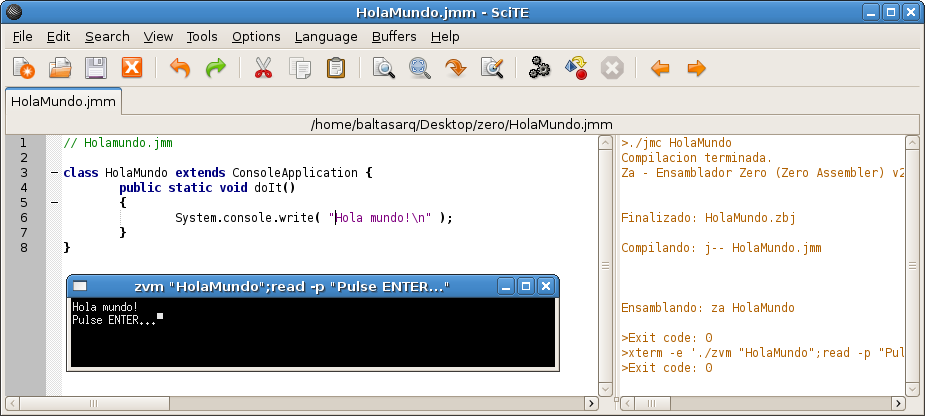 HolaMundo.jmm - SciTE
File Edit Search View Tools Options Language Buffers Help
HolaMundo.jmm
/home/baltasarq/Desktop/zero/HolaMundo.jmm
1 // Holamundo.jmm
2
3 class HolaMundo extends ConsoleApplication {
4 public static void doIt()
5 {
6 System.console.write( "Hola mundo!\n" );
7 }
8 }
zvm "HolaMundo";read -p "Pulse ENTER..."
Hola mundo!
Pulse ENTER...
>./jmc HolaMundo
Compilacion terminada.
Za - Ensamblador Zero (Zero Assembler) v2
Finalizado: HolaMundo.zbj
Compilando: j-- HolaMundo.jmm
Ensamblando: za HolaMundo
>Exit code: 0
>xterm -e './zvm "HolaMundo";read -p "Pul
>Exit code: 0